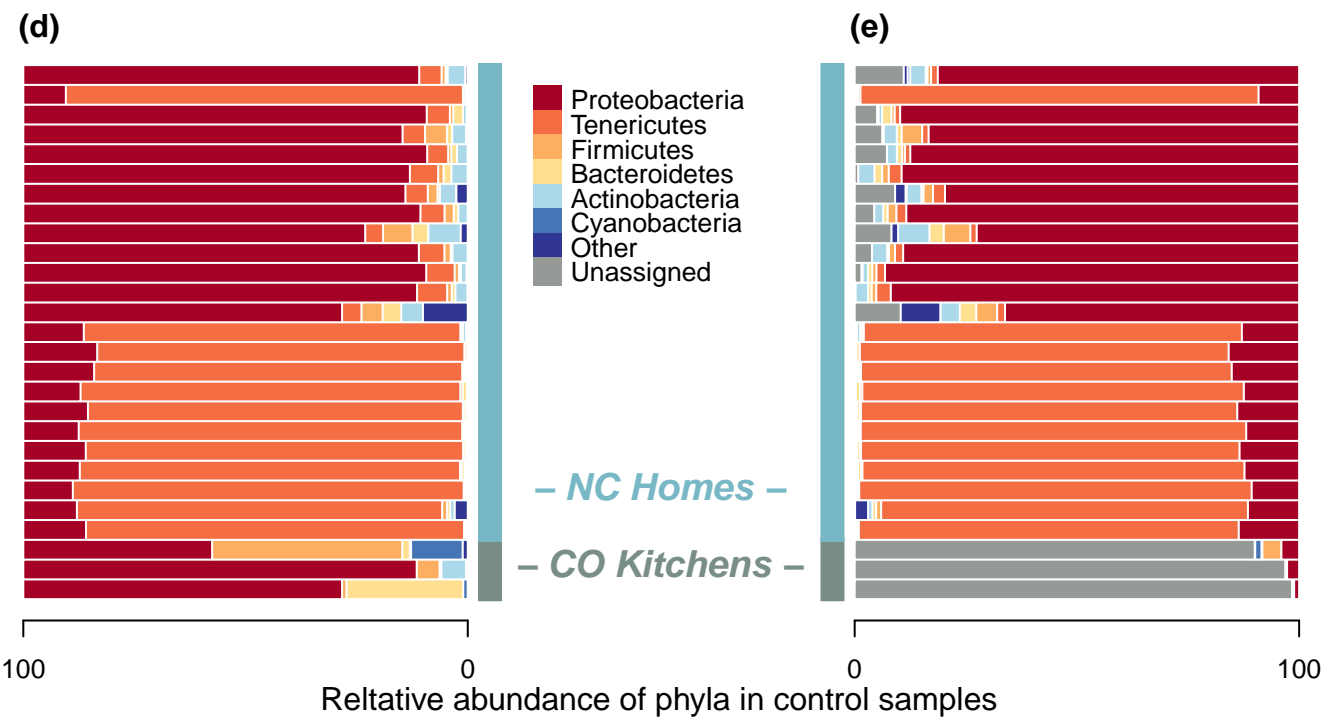 (d)
(e)
Proteobacteria
Tenericutes
Firmicutes
Bacteroidetes
Actinobacteria
Cyanobacteria
Other
Unassigned
– NC Homes –
– CO Kitchens –
100
0
0
100
Reltative abundance of phyla in control samples